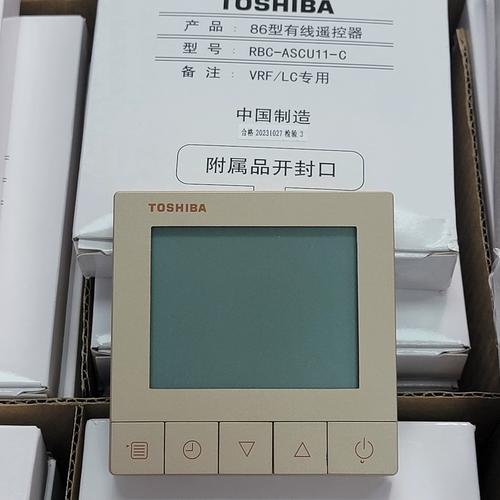 TOSHIBA
产品: 86型有线遥控器
型号: RBC-ASCU11-C
备注: VRF/LC专用
中国制造
合格 20231027 检验 3
附属品开封口
TOSHIBA